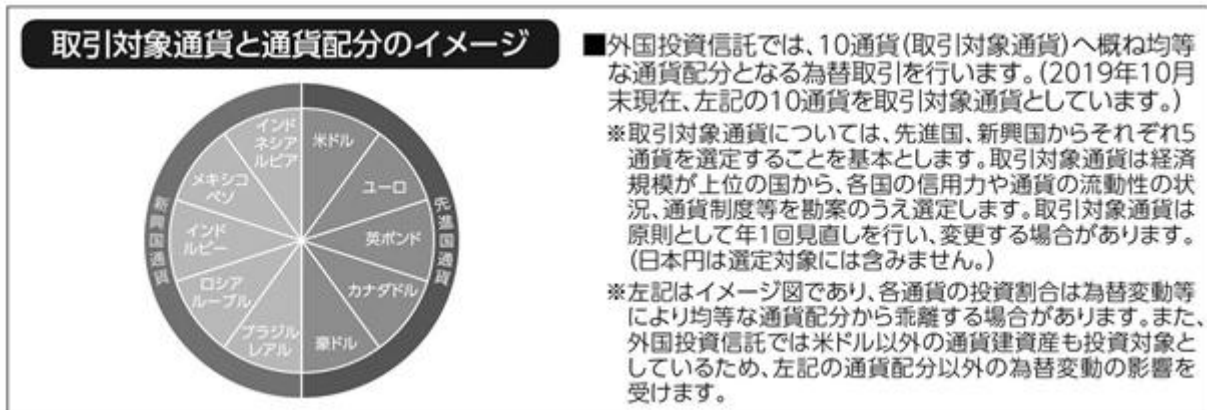 取引対象通貨と通貨配分のイメージ
インド
ネシア
ルピア
米ドル
メキシコ
ペソ
ユーロ
新興国通貨
インド
ルピー
英ポンド
先進国通貨
ロシア
ルーブル
カナダドル
ブラジル
レアル
豪ドル
■外国投資信託では、10通貨(取引対象通貨)へ概ね均等
な通貨配分となる為替取引を行います。(2019年10月
末現在、左記の10通貨を取引対象通貨としています。)
※取引対象通貨については、先進国、新興国からそれぞれ5
通貨を選定することを基本とします。取引対象通貨は経済
規模が上位の国から、各国の信用力や通貨の流動性の状
況、通貨制度等を勘案のうえ選定します。取引対象通貨は
原則として年1回見直しを行い、変更する場合があります。
(日本円は選定対象には含みません。)
※左記はイメージ図であり、各通貨の投資割合は為替変動等
により均等な通貨配分から乖離する場合があります。また、
外国投資信託では米ドル以外の通貨建資産も投資対象と
しているため、左記の通貨配分以外の為替変動の影響を
受けます。